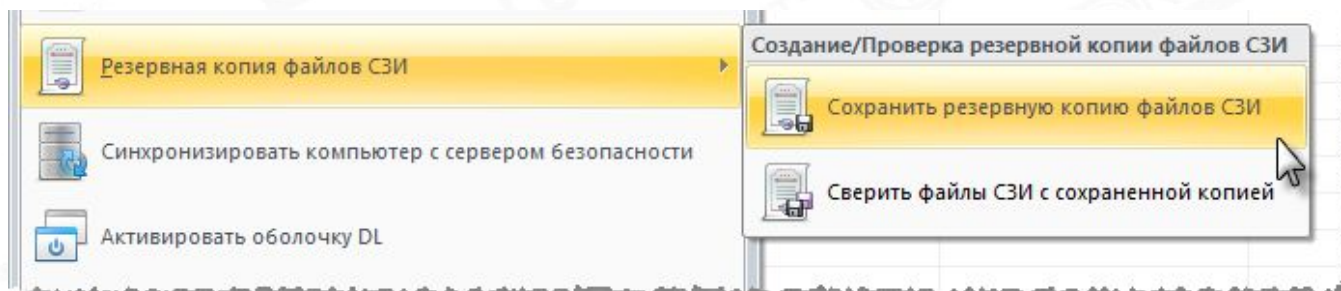 Резервная копия файлов СЗИ
Синхронизировать компьютер с сервером безопасности
Активировать оболочку DL
Создание/Проверка резервной копии файлов СЗИ
Сохранить резервную копию файлов СЗИ
Сверить файлы СЗИ с сохраненной копией